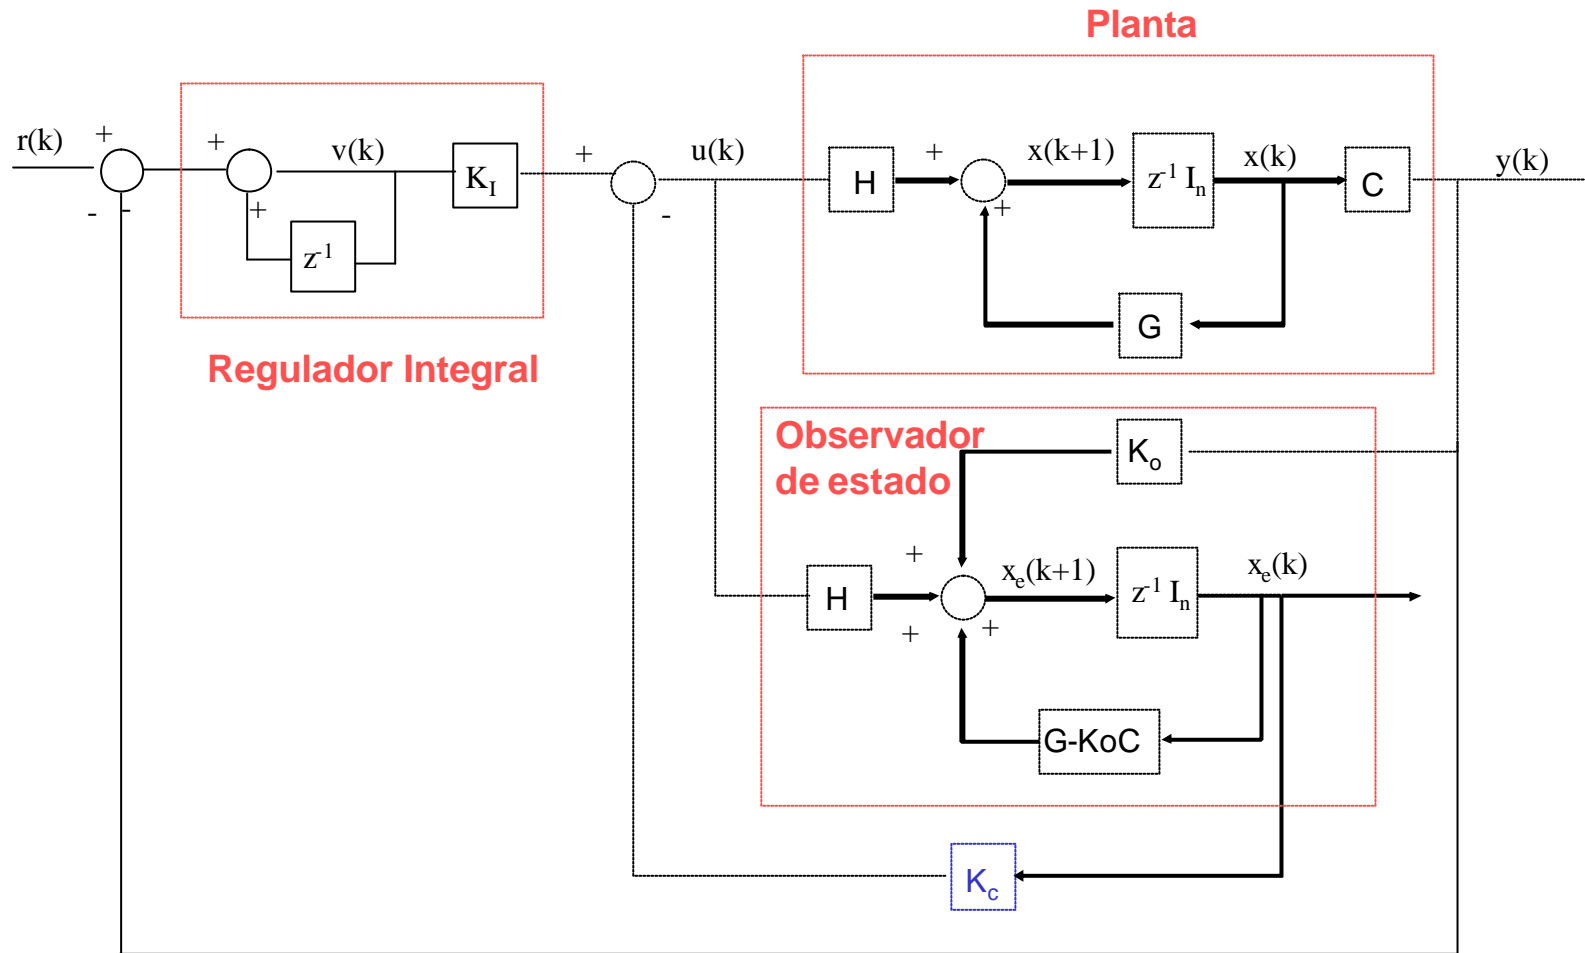 Planta
r(k)
+
+
v(k)
K_I
+
u(k)
H
+
x(k+1)
z⁻¹ I_n
x(k)
C
y(k)
-
-
+
z⁻¹
-
+
G
Regulador Integral
Observador
de estado
K_o
+
H
x_e(k+1)
z⁻¹ I_n
x_e(k)
+
+
G-KoC
K_c